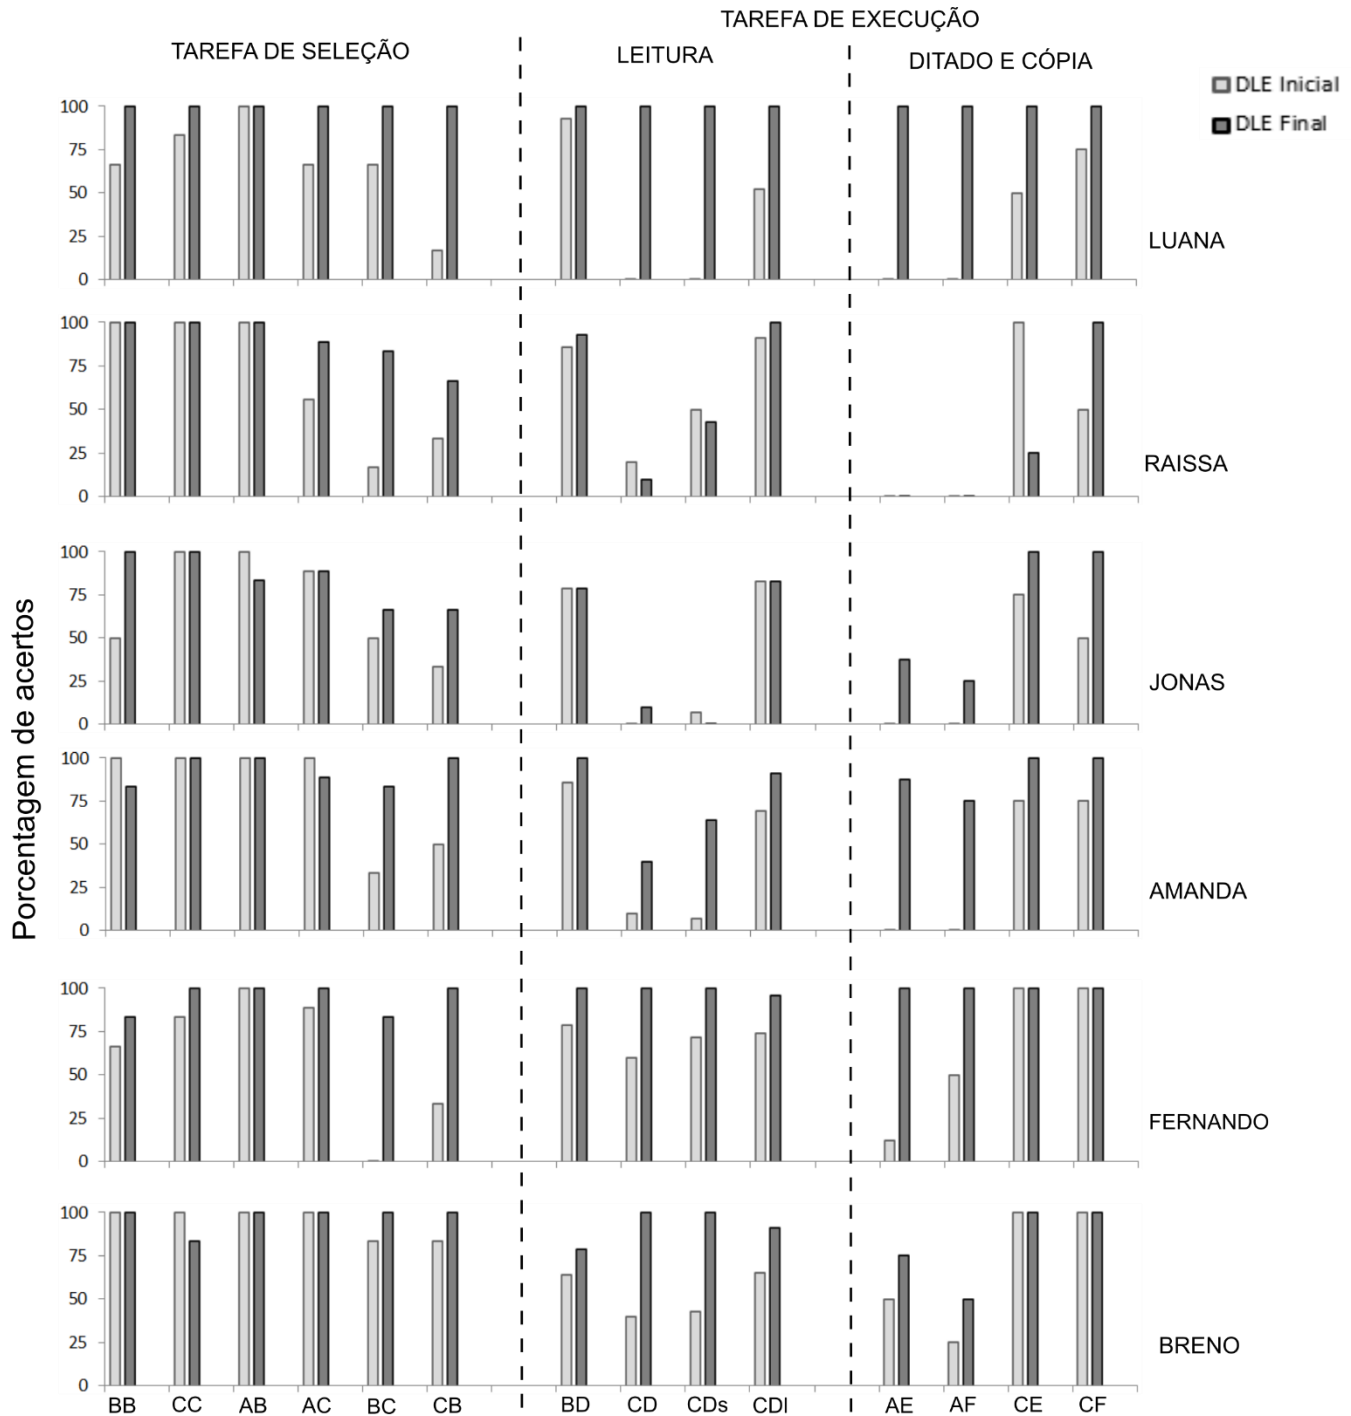 TAREFA DE EXECUÇÃO
TAREFA DE SELEÇÃO
LEITURA
DITADO E CÓPIA
DLE Inicial
DLE Final
Porcentagem de acertos
100
75
50
25
0
LUANA
100
75
50
25
0
RAISSA
100
75
50
25
0
JONAS
100
75
50
25
0
AMANDA
100
75
50
25
0
FERNANDO
100
75
50
25
0
BRENO
BB CC AB AC BC CB BD CD CDs CDl AE AF CE CF